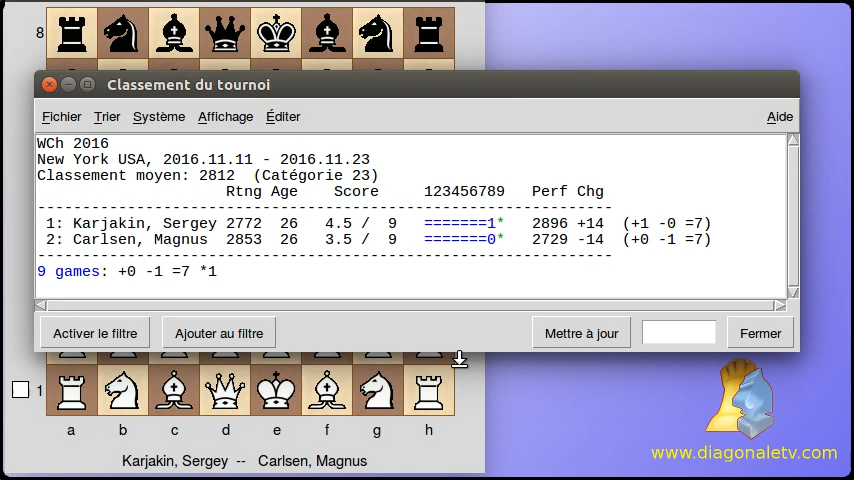 8
Classement du tournoi
Fichier Trier Système Affichage Éditer Aide
WCh 2016
New York USA, 2016.11.11 - 2016.11.23
Classement moyen: 2812 (Catégorie 23)
Rtng Age Score 123456789 Perf Chg
--------------------------------------------------------------
1: Karjakin, Sergey 2772 26 4.5 / 9 =======1* 2896 +14 (+1 -0 =7)
2: Carlsen, Magnus 2853 26 3.5 / 9 =======0* 2729 -14 (+0 -1 =7)
--------------------------------------------------------------
9 games: +0 -1 =7 *1
Activer le filtre Ajouter au filtre Mettre à jour Fermer
1
a b c d e f g h
www.diagonaletv.com
Karjakin, Sergey -- Carlsen, Magnus